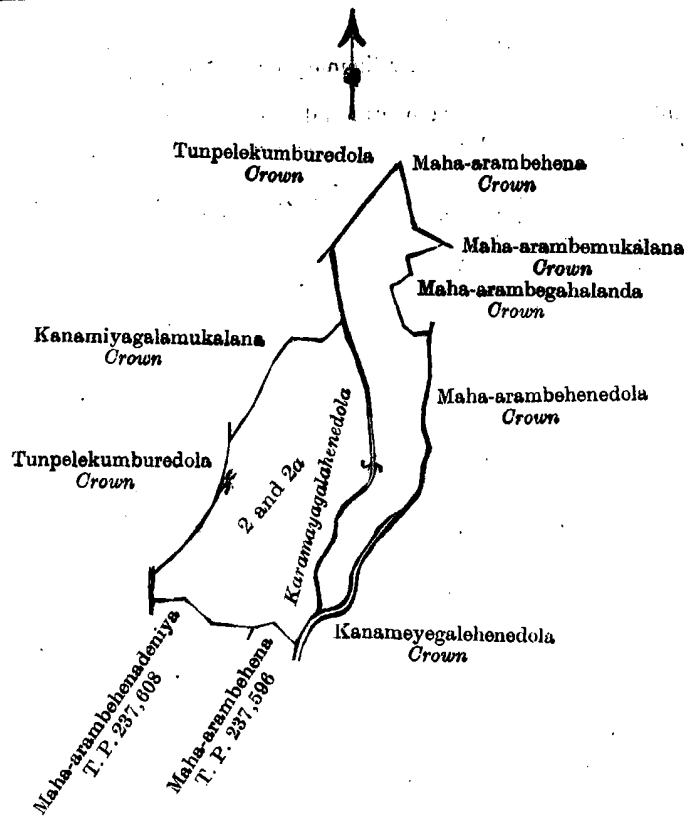 Tunpelekumburedola
Crown
Maha-arambehena
Crown
Maha-arambemukalana
Crown
Maha-arambegahalanda
Crown
Kanamiyagalamukalana
Crown
Maha-arambehenedola
Crown
Tunpelekumburedola
Crown
2 and 2a
Karamayagalahenedola
Kanameyegalehenedola
Crown
Maha-arambehenadeniya
T. P. 237,608
Maha-arambehena
T. P. 237,596